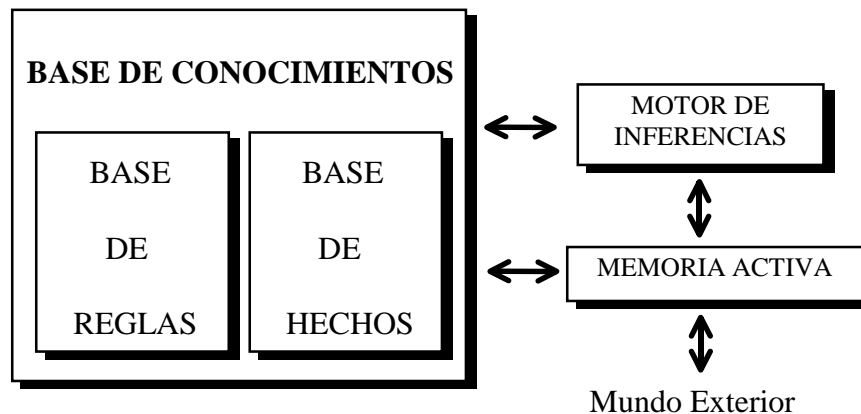 BASE DE CONOCIMIENTOS
BASE
DE
REGLAS
BASE
DE
HECHOS
MOTOR DE
INFERENCIAS
MEMORIA ACTIVA
Mundo Exterior